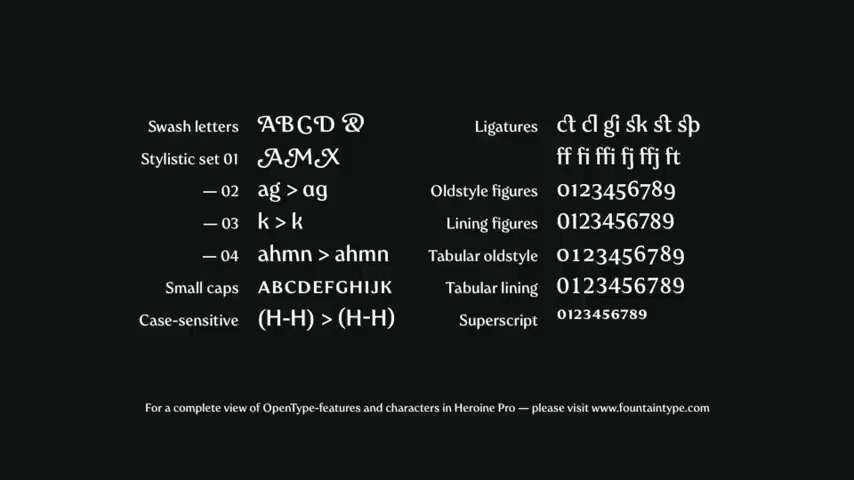 Swash letters ABCD &
Stylistic set 01 AMX
— 02 ag > ag
— 03 k > k
— 04 ahmn > ahmn
Small caps ABCDEFGHIJK
Case-sensitive (H-H) > (H-H)
Ligatures ct cl gi sk st sp
ff fi ffi fj ffj ft
Oldstyle figures 0123456789
Lining figures 0123456789
Tabular oldstyle 0123456789
Tabular lining 0123456789
Superscript 0123456789
For a complete view of OpenType-features and characters in Heroine Pro — please visit www.fountaintype.com